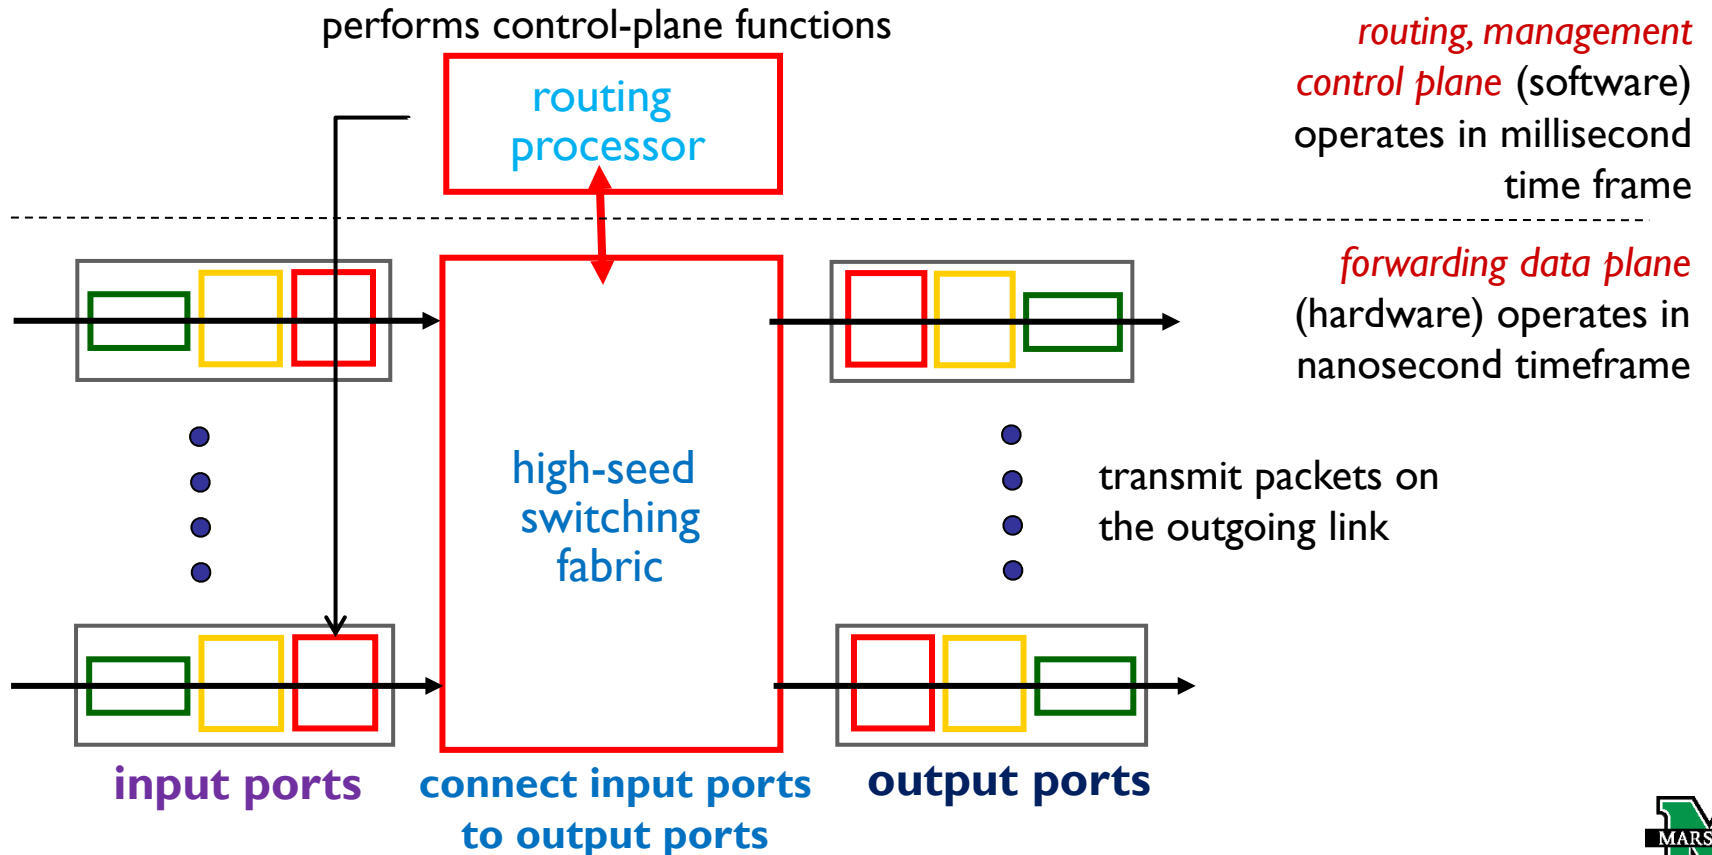 performs control-plane functions
routing
processor
routing, management
control plane (software)
operates in millisecond
time frame
forwarding data plane
(hardware) operates in
nanosecond timeframe
high-seed
switching
fabric
transmit packets on
the outgoing link
input ports
connect input ports
to output ports
output ports
MARS